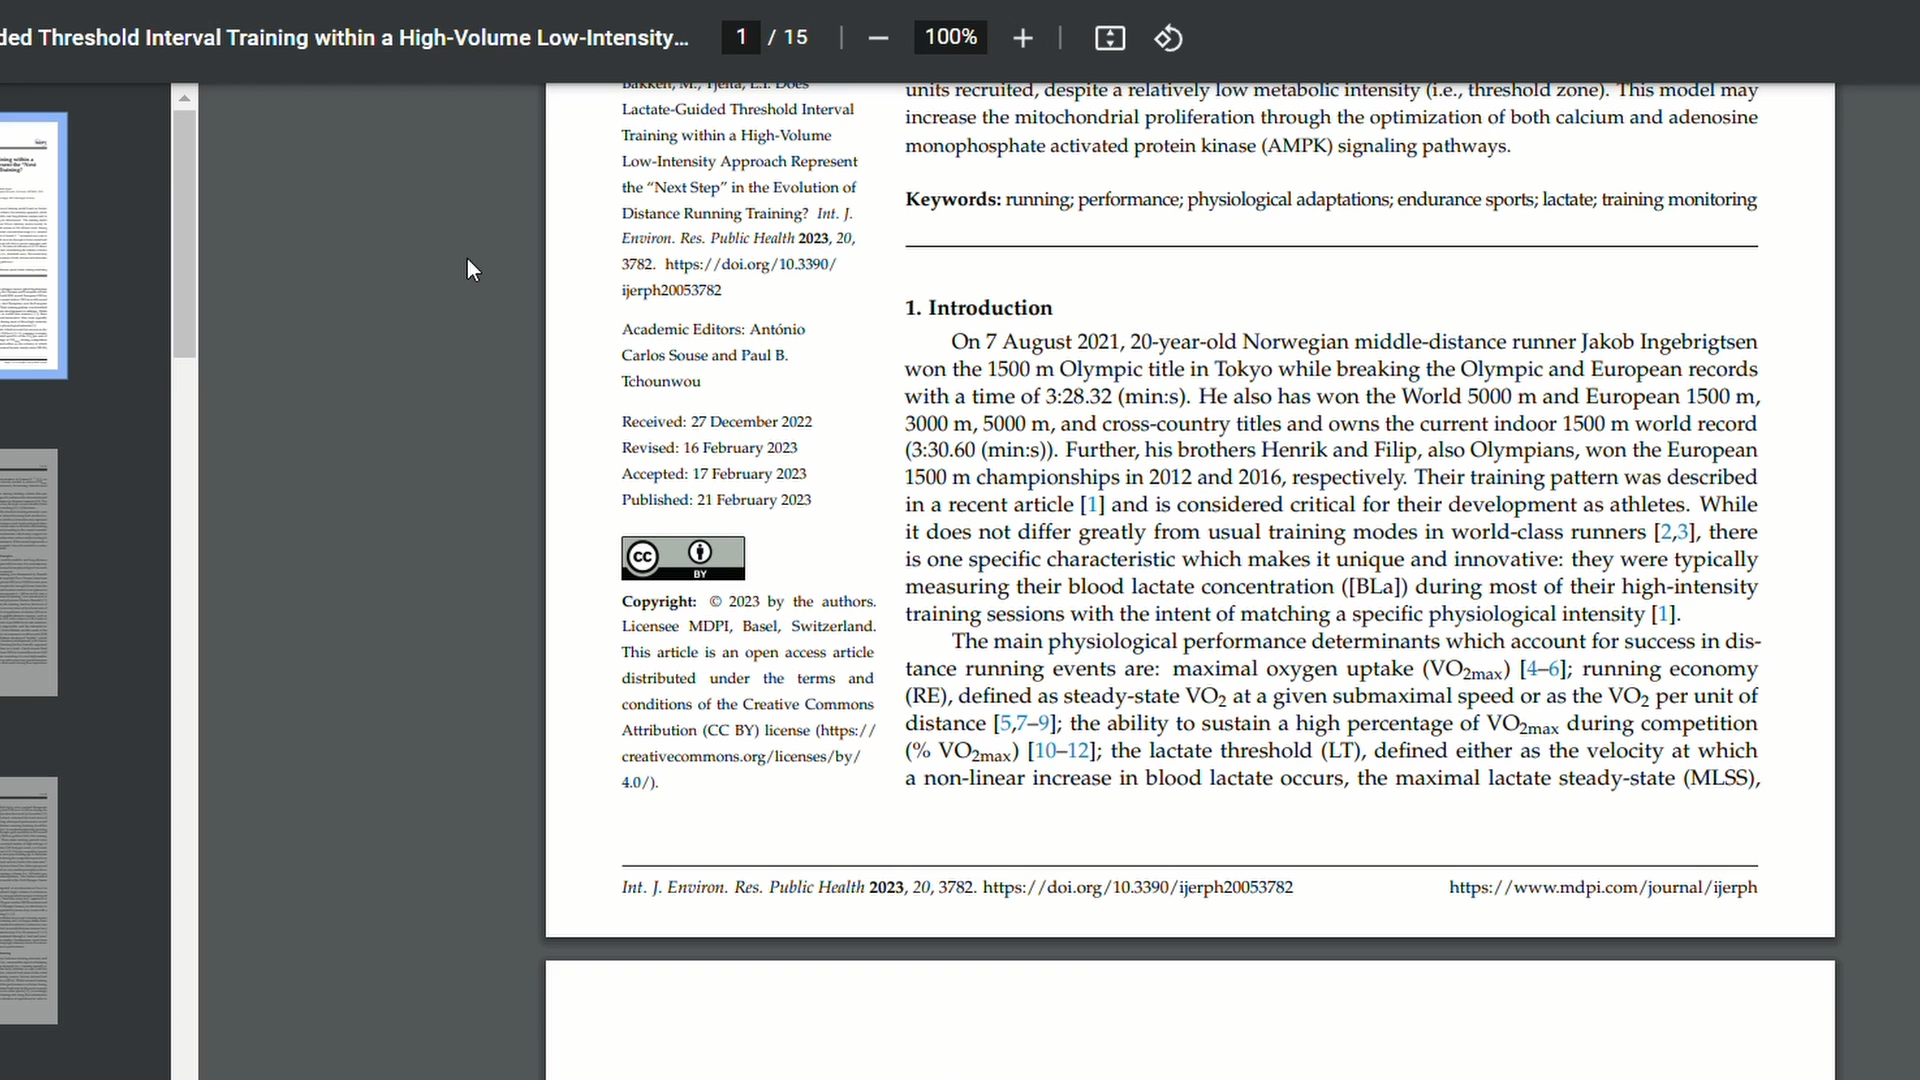 ded Threshold Interval Training within a High-Volume Low-Intensity...
1 / 15
100%
Bakken, M.; Tjelta, L.I. Does
Lactate-Guided Threshold Interval
Training within a High-Volume
Low-Intensity Approach Represent
the “Next Step” in the Evolution of
Distance Running Training? Int. J.
Environ. Res. Public Health 2023, 20,
3782. https://doi.org/10.3390/
ijerph20053782
Academic Editors: António
Carlos Souse and Paul B.
Tchounwou
Received: 27 December 2022
Revised: 16 February 2023
Accepted: 17 February 2023
Published: 21 February 2023
cc
BY
Copyright: © 2023 by the authors.
Licensee MDPI, Basel, Switzerland.
This article is an open access article
distributed under the terms and
conditions of the Creative Commons
Attribution (CC BY) license (https://
creativecommons.org/licenses/by/
4.0/).
units recruited, despite a relatively low metabolic intensity (i.e., threshold zone). This model may
increase the mitochondrial proliferation through the optimization of both calcium and adenosine
monophosphate activated protein kinase (AMPK) signaling pathways.
Keywords: running; performance; physiological adaptations; endurance sports; lactate; training monitoring
1. Introduction
On 7 August 2021, 20-year-old Norwegian middle-distance runner Jakob Ingebrigtsen
won the 1500 m Olympic title in Tokyo while breaking the Olympic and European records
with a time of 3:28.32 (min:s). He also has won the World 5000 m and European 1500 m,
3000 m, 5000 m, and cross-country titles and owns the current indoor 1500 m world record
(3:30.60 (min:s)). Further, his brothers Henrik and Filip, also Olympians, won the European
1500 m championships in 2012 and 2016, respectively. Their training pattern was described
in a recent article [1] and is considered critical for their development as athletes. While
it does not differ greatly from usual training modes in world-class runners [2,3], there
is one specific characteristic which makes it unique and innovative: they were typically
measuring their blood lactate concentration ([BLa]) during most of their high-intensity
training sessions with the intent of matching a specific physiological intensity [1].
The main physiological performance determinants which account for success in dis-
tance running events are: maximal oxygen uptake (VO2max) [4–6]; running economy
(RE), defined as steady-state VO2 at a given submaximal speed or as the VO2 per unit of
distance [5,7–9]; the ability to sustain a high percentage of VO2max during competition
(% VO2max) [10–12]; the lactate threshold (LT), defined either as the velocity at which
a non-linear increase in blood lactate occurs, the maximal lactate steady-state (MLSS),
Int. J. Environ. Res. Public Health 2023, 20, 3782. https://doi.org/10.3390/ijerph20053782
https://www.mdpi.com/journal/ijerph